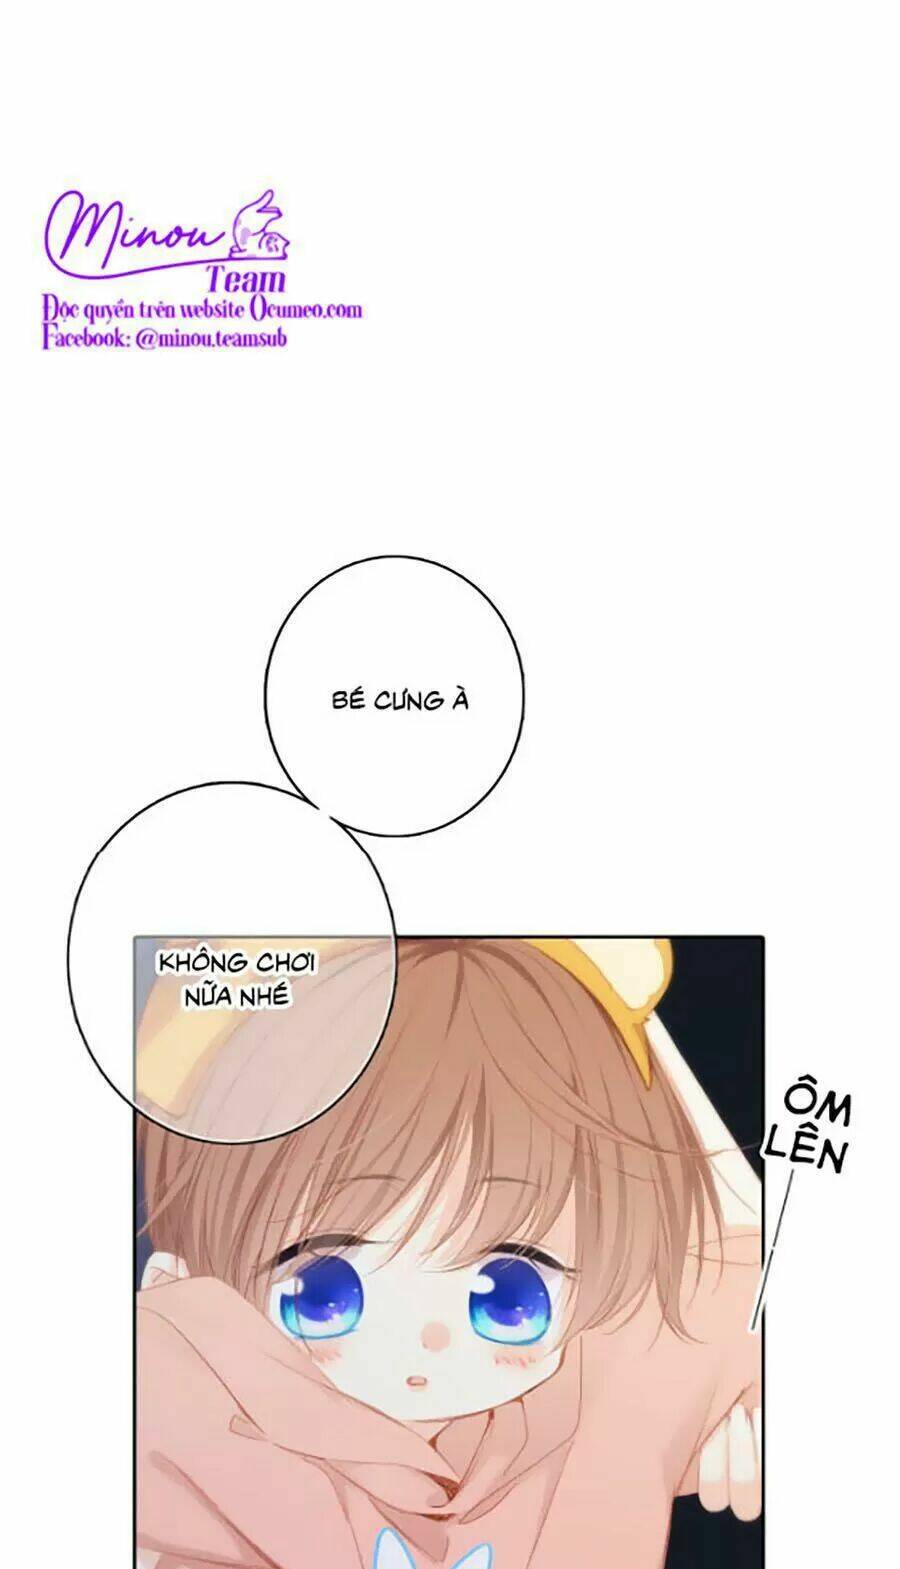 Minou
Team
Độc quyền trên website Ocumeo.com
Facebook: @minou.teamsub
BÉ CƯNG À
KHÔNG CHƠI
NỮA NHÉ
ÔM
LÊN